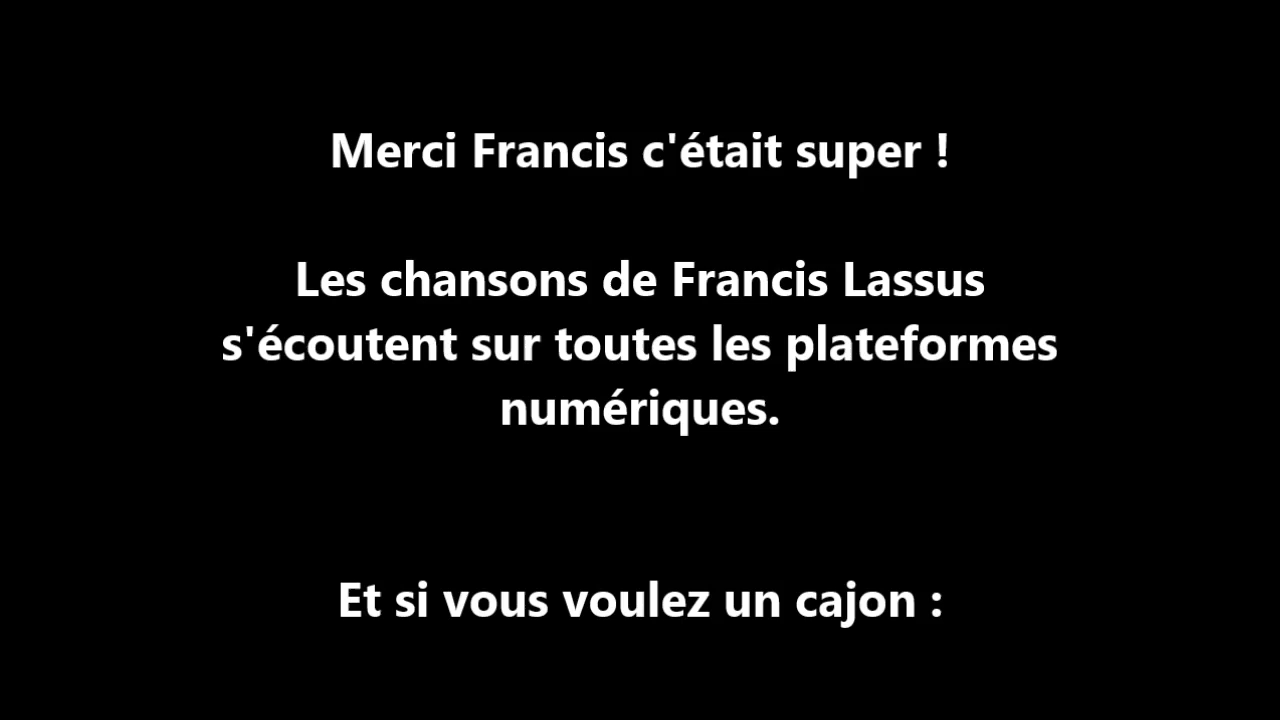 Merci Francis c'était super !
Les chansons de Francis Lassus
s'écoutent sur toutes les plateformes
numériques.
Et si vous voulez un cajon :